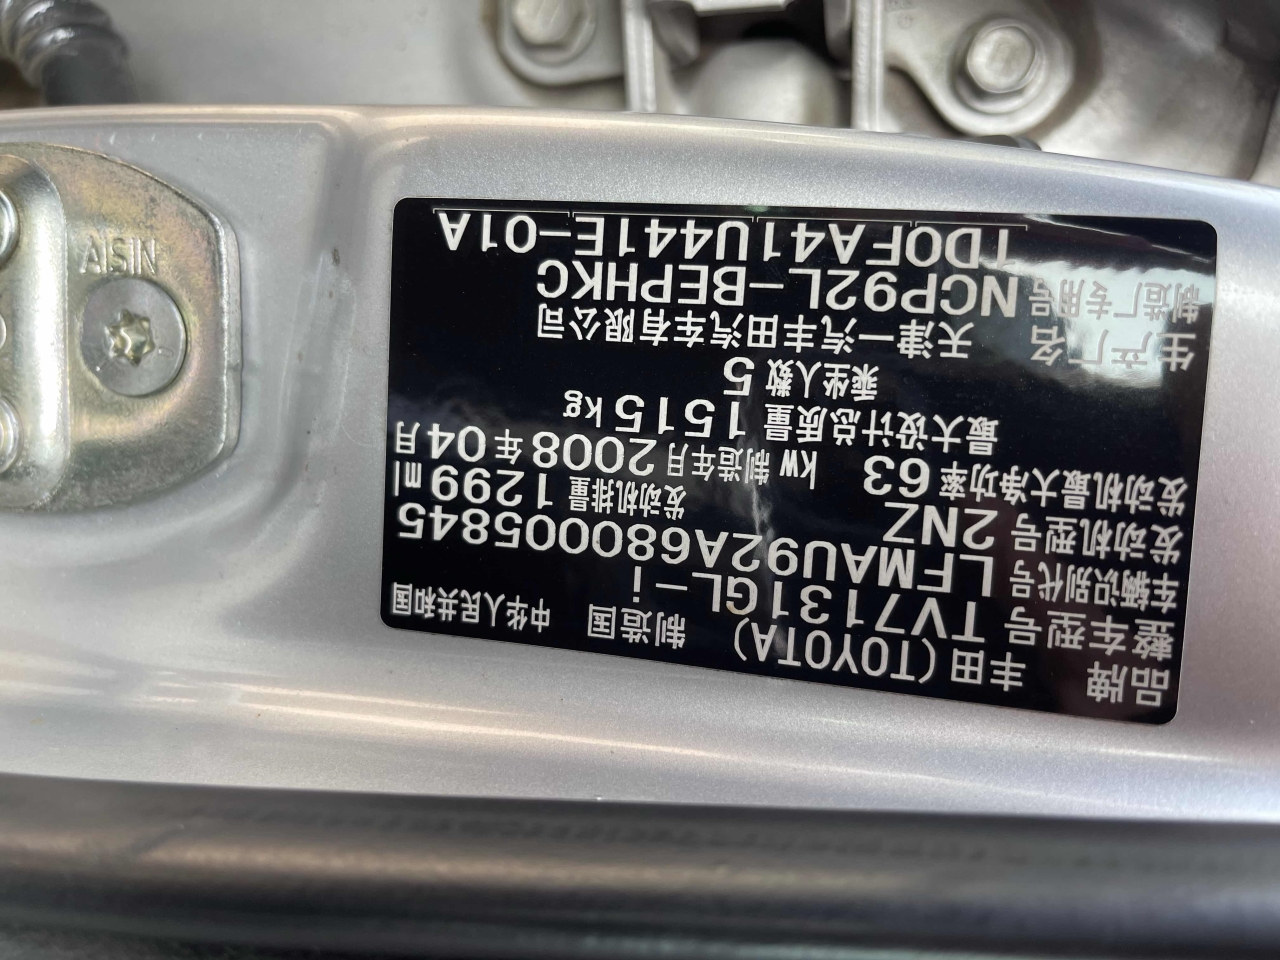 品牌 丰田(TOYOTA) 制造国 中华人民共和国
整车型号 TV7131GL-i
车辆识别代号 LFMAU92A680005845
发动机型号 2NZ 发动机排量 1299ml
发动机最大净功率 63 kw 制造年月 2008年04月
最大设计总质量 1515kg
乘坐人数 5
生产厂名 天津一汽丰田汽车有限公司
制造厂专用号 NCP92L-BEPHKC
1D0FA41U441E-01A
AISIN